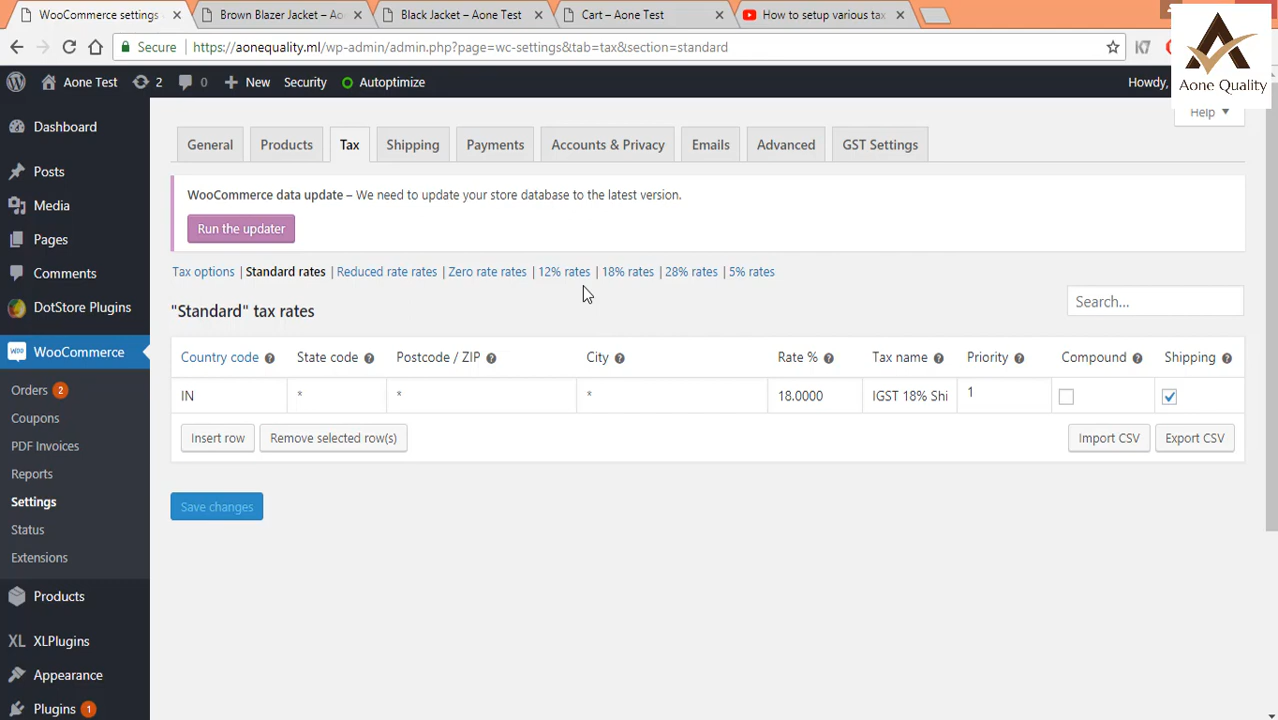 WooCommerce settings
Brown Blazer Jacket – Ao
Black Jacket – Aone Test
Cart – Aone Test
How to setup various tax
Secure https://aonequality.ml/wp-admin/admin.php?page=wc-settings&tab=tax&section=standard
Aone Test 2 0 New Security Autoptimize Howdy,
Aone Quality
Help
Dashboard
Posts
Media
Pages
Comments
DotStore Plugins
WooCommerce
Orders 2
Coupons
PDF Invoices
Reports
Settings
Status
Extensions
Products
XL XLPlugins
Appearance
Plugins 1
General Products Tax Shipping Payments Accounts & Privacy Emails Advanced GST Settings
WooCommerce data update – We need to update your store database to the latest version.
Run the updater
Tax options | Standard rates | Reduced rate rates | Zero rate rates | 12% rates | 18% rates | 28% rates | 5% rates
"Standard" tax rates
Search...
Country code State code Postcode / ZIP City Rate % Tax name Priority Compound Shipping
IN * * * 18.0000 IGST 18% Shi 1
Insert row Remove selected row(s) Import CSV Export CSV
Save changes